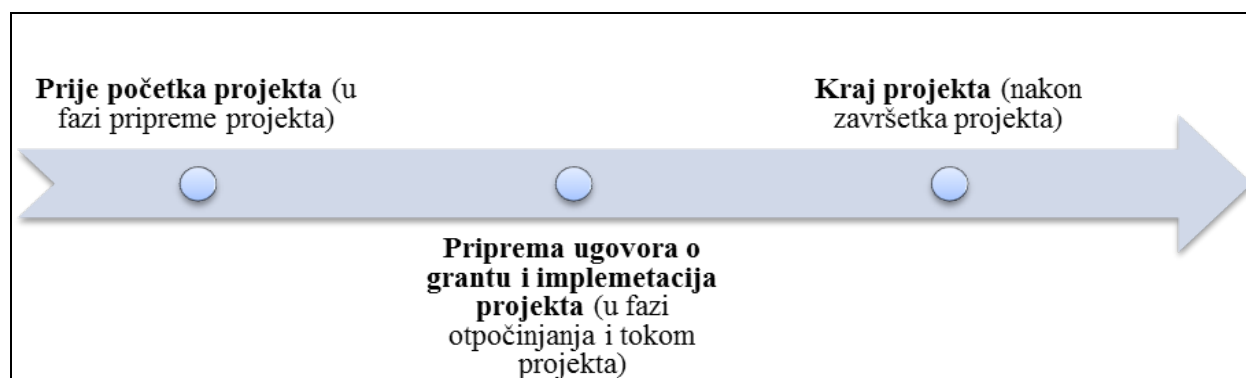 Prije početka projekta (u
fazi pripreme projekta)
Priprema ugovora o
grantu i implemetacija
projekta (u fazi
otpočinjanja i tokom
projekta)
Kraj projekta (nakon
završetka projekta)